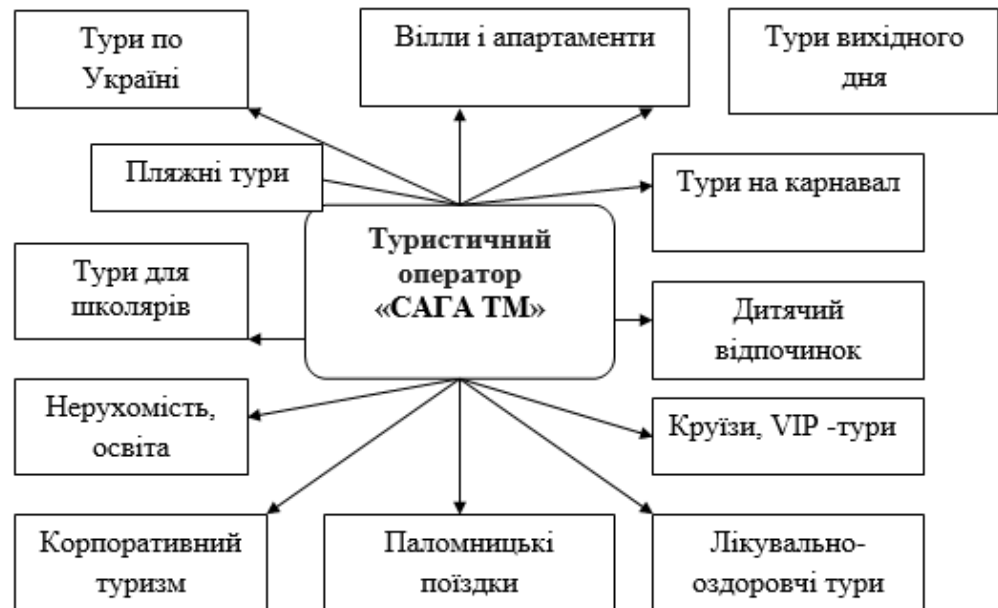 Тури по
Україні
Вілли і апартаменти
Тури вихідного
дня
Пляжні тури
Тури на карнавал
Туристичний
оператор
«САГА ТМ»
Тури для
школярів
Дитячий
відпочинок
Нерухомість,
освіта
Круїзи, VIP -тури
Корпоративний
туризм
Паломницькі
поїздки
Лікувально-
оздоровчі тури